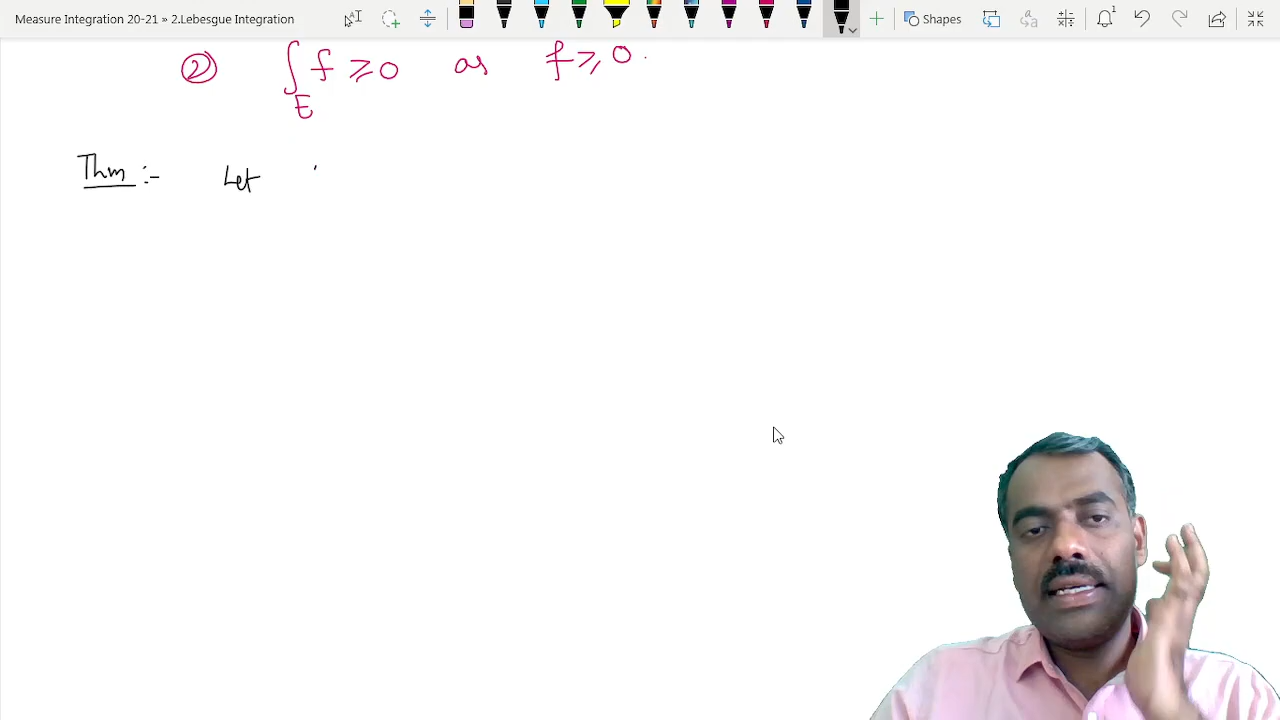 Measure Integration 20-21 » 2.Lebesgue Integration
Shapes
② ∫_E f ≥ 0 as f ≥ 0.
Thm :- Let